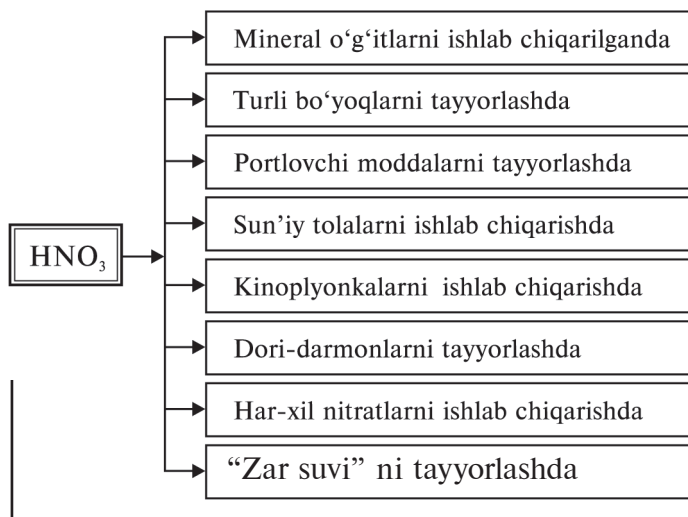 Mineral o‘g‘itlarni ishlab chiqarilganda
Turli bo‘yoqlarni tayyorlashda
Portlovchi moddalarni tayyorlashda
Sun’iy tolalarni ishlab chiqarishda
HNO₃
Kinoplyonkalarni ishlab chiqarishda
Dori-darmonlarni tayyorlashda
Har-xil nitratlarni ishlab chiqarishda
“Zar suvi” ni tayyorlashda